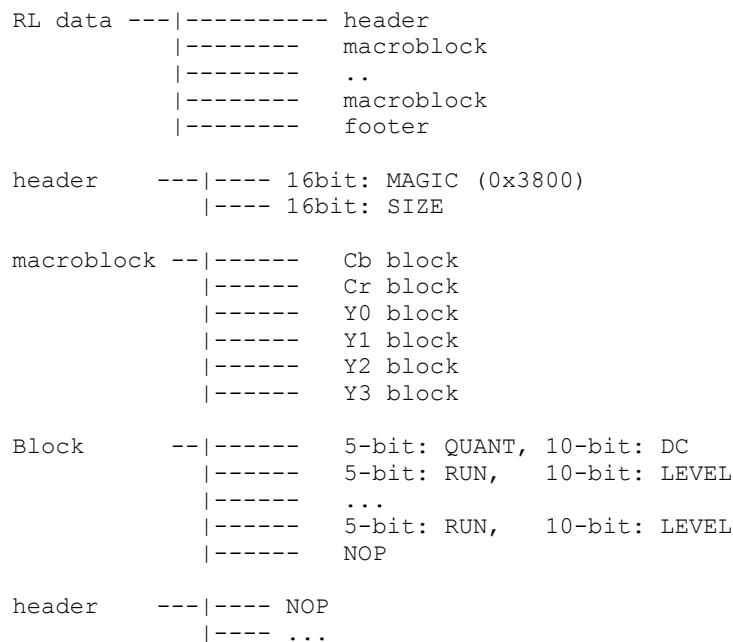 RL data ---|---------- header
           |--------   macroblock
           |--------   ..
           |--------   macroblock
           |--------   footer
header     ---|---- 16bit: MAGIC (0x3800)
              |---- 16bit: SIZE
macroblock --|------   Cb block
             |------   Cr block
             |------   Y0 block
             |------   Y1 block
             |------   Y2 block
             |------   Y3 block
Block      --|------   5-bit: QUANT, 10-bit: DC
             |------   5-bit: RUN,   10-bit: LEVEL
             |------   ...
             |------   5-bit: RUN,   10-bit: LEVEL
             |------   NOP
header     ---|---- NOP
              |---- ...